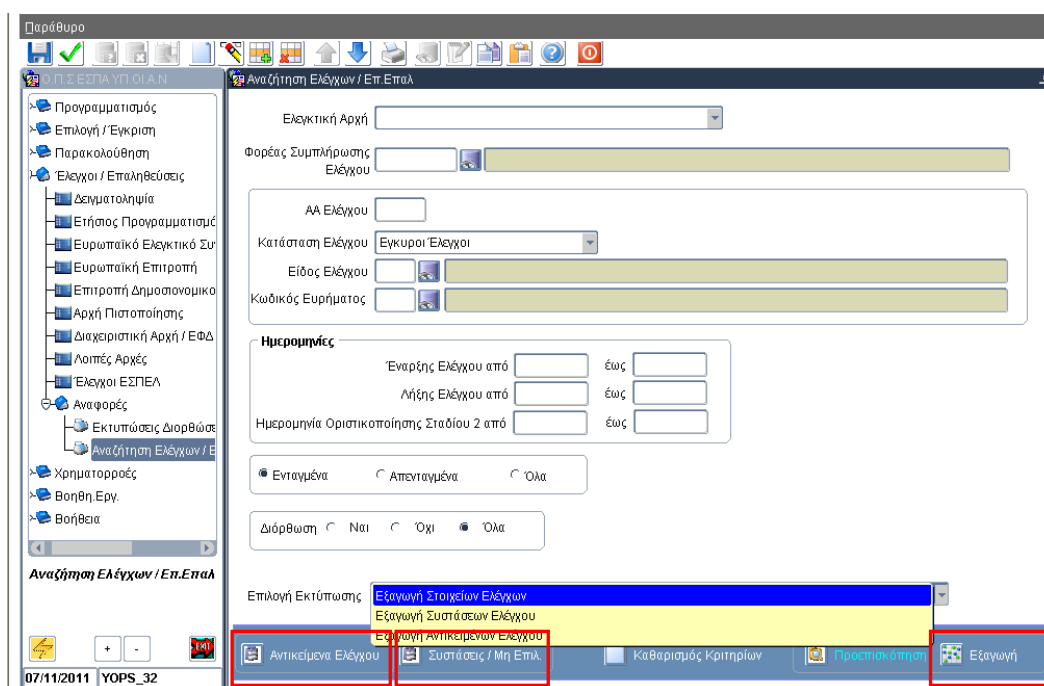 Παράθυρο
Ο.Π.Σ ΕΣΠΑ ΥΠ.ΟΙ.Α.Ν
Αναζήτηση Ελέγχων / Επ.Επαλ
Προγραμματισμός
Επιλογή / Έγκριση
Παρακολούθηση
Έλεγχοι / Επαληθεύσεις
Δειγματοληψία
Ετήσιος Προγραμματισμό
Ευρωπαϊκό Ελεγκτικό Συ
Ευρωπαϊκή Επιτροπή
Επιτροπή Δημοσιονομικο
Αρχή Πιστοποίησης
Διαχειριστική Αρχή / ΕΦΔ
Λοιπές Αρχές
Έλεγχοι ΕΣΠΕΛ
Αναφορές
Εκτυπώσεις Διορθώσε
Αναζήτηση Ελέγχων / Ε
Χρηματορροές
Βοηθη.Εργ.
Βοήθεια
Αναζήτηση Ελέγχων / Επ.Επαλ
+ -
EXIT
07/11/2011 YOPS_32
Ελεγκτική Αρχή
Φορέας Συμπλήρωσης
Ελέγχου
ΑΑ Ελέγχου
Κατάσταση Ελέγχου Εγκυροι Έλεγχοι
Είδος Ελέγχου
Κωδικός Ευρήματος
Ημερομηνίες
Έναρξης Ελέγχου από έως
Λήξης Ελέγχου από έως
Ημερομηνία Οριστικοποίησης Σταδίου 2 από έως
Ενταγμένα Απενταγμένα Όλα
Διόρθωση Ναι Όχι Όλα
Επιλογή Εκτύπωσης Εξαγωγή Στοιχείων Ελέγχων
Εξαγωγή Συστάσεων Ελέγχου
Εξαγωγή Αντικειμένων Ελέγχου
Αντικείμενα Ελέγχου Συστάσεις / Μη Επιλ. Καθαρισμός Κριτηρίων Προεπισκόπηση Εξαγωγή